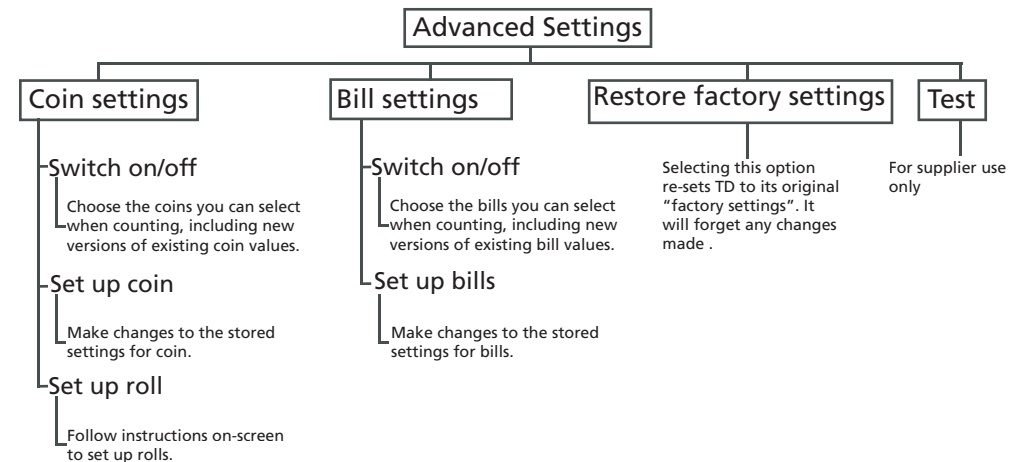 Advanced Settings
Coin settings
Switch on/off
Choose the coins you can select
when counting, including new
versions of existing coin values.
Set up coin
Make changes to the stored
settings for coin.
Set up roll
Follow instructions on-screen
to set up rolls.
Bill settings
Switch on/off
Choose the bills you can select
when counting, including new
versions of existing bill values.
Set up bills
Make changes to the stored
settings for bills.
Restore factory settings
Selecting this option
re-sets TD to its original
“factory settings”. It
will forget any changes
made .
Test
For supplier use
only